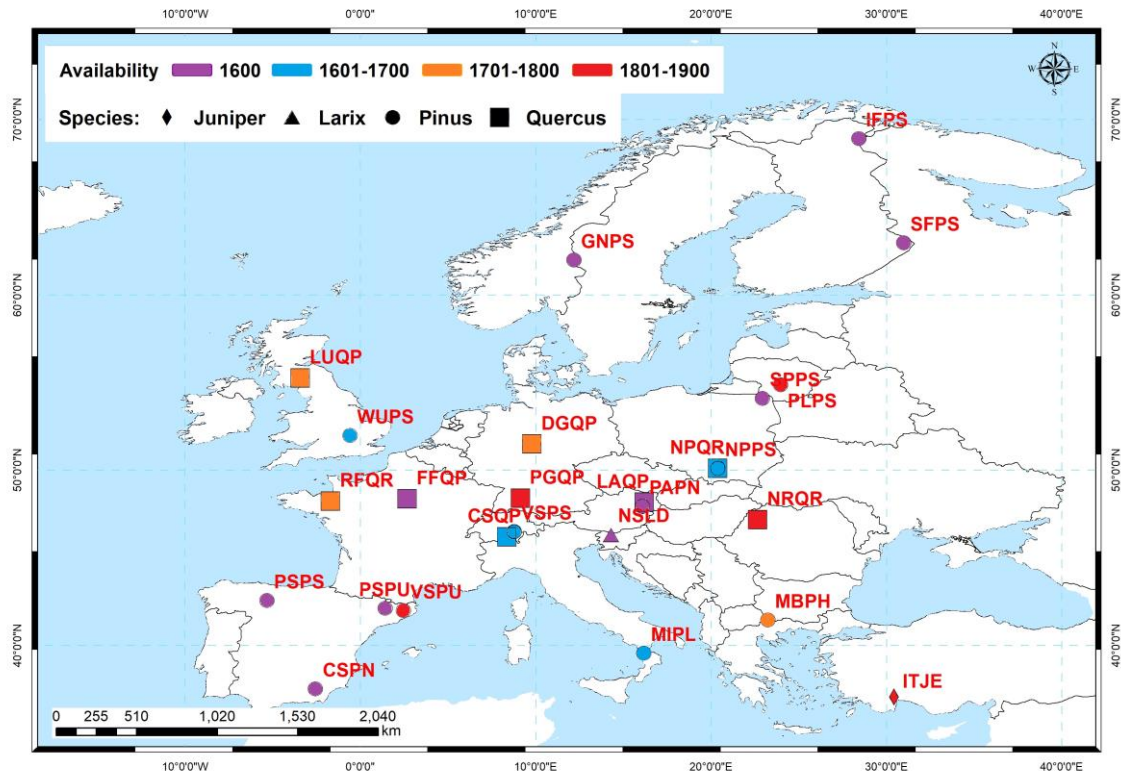 10°0'0"W 0°0'0" 10°0'0"E 20°0'0"E 30°0'0"E 40°0'0"E
Availability 1600 1601-1700 1701-1800 1801-1900
Species: Juniper Larix Pinus Quercus
N
W E
S
70°0'0"N 70°0'0"N
IFPS
SFPS
GNPS
60°0'0"N 60°0'0"N
LUQP
SPPS
PLPS
WUPS
DGQP
NPQR NPPS
50°0'0"N 50°0'0"N
RFQR FFQP PGQP LAQP PAPN NRQR
CSQP VSPS NSLD
PSPS PSPU VSPU
MBPH
MIPL
40°0'0"N 40°0'0"N
CSPN ITJE
0 255 510 1,020 1,530 2,040
km
10°0'0"W 0°0'0" 10°0'0"E 20°0'0"E 30°0'0"E 40°0'0"E